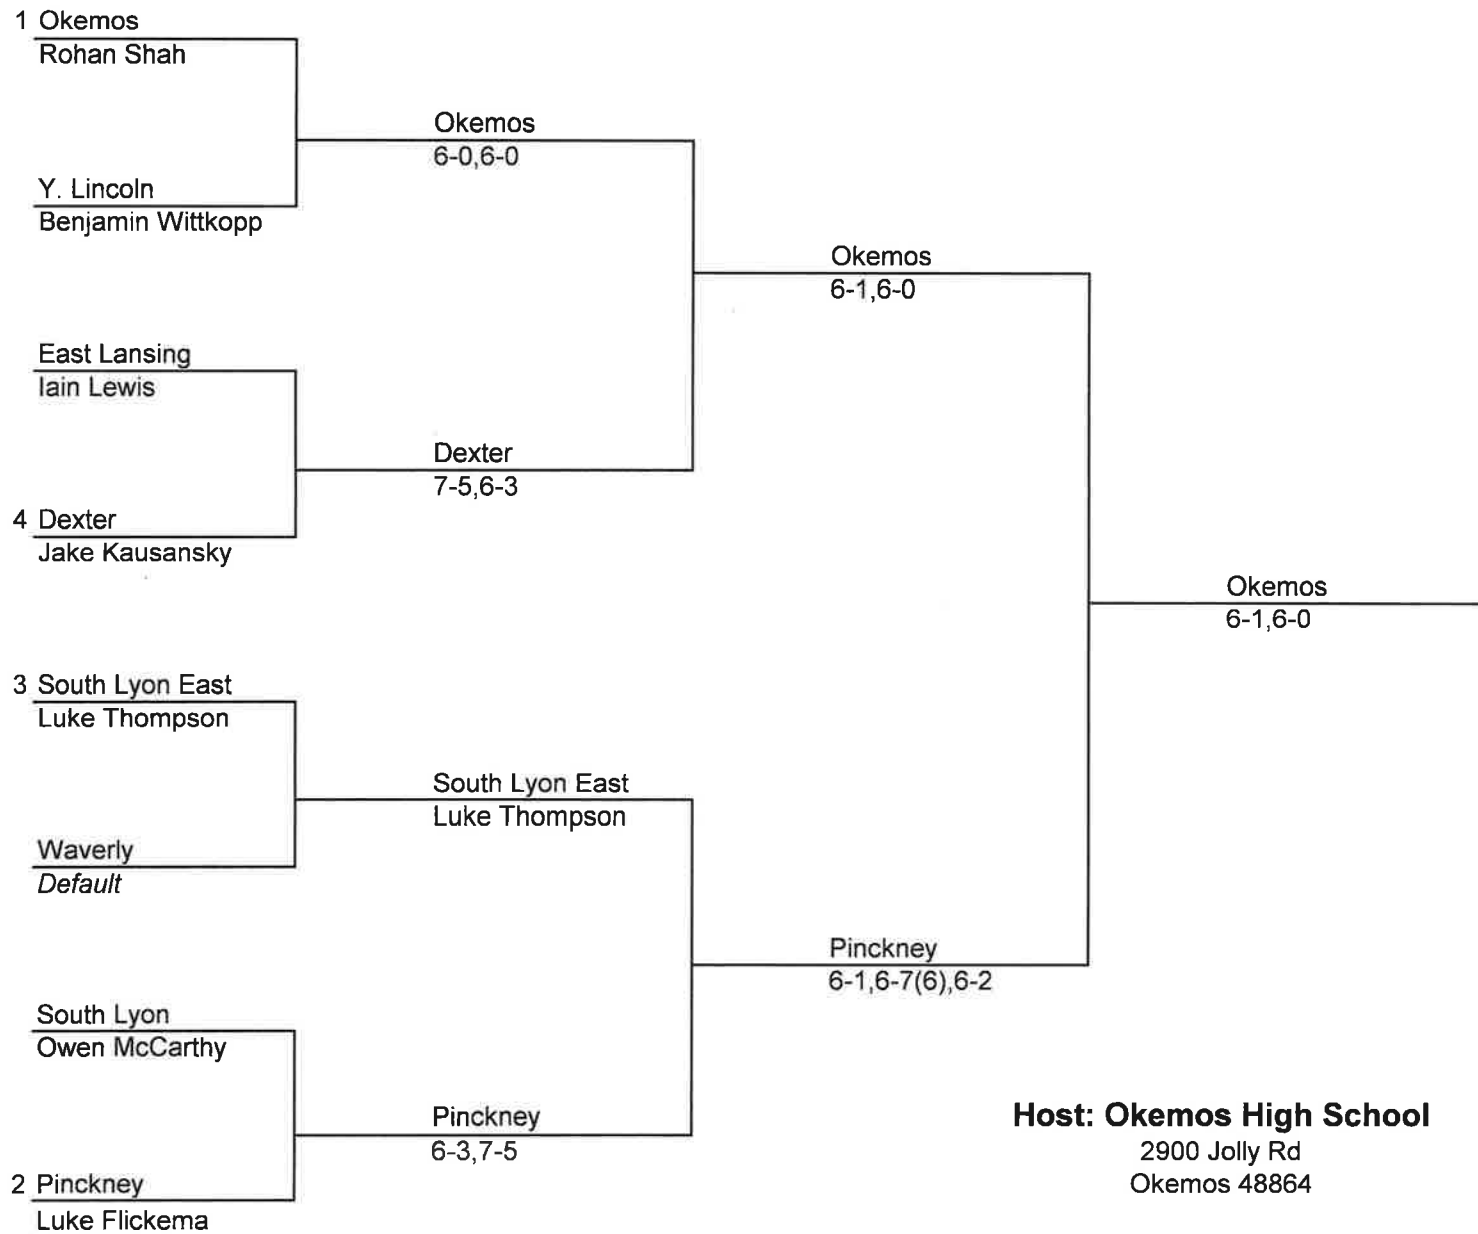 1 Okemos
Rohan Shah
Okemos
6-0,6-0
Y. Lincoln
Benjamin Wittkopp
Okemos
6-1,6-0
East Lansing
Iain Lewis
Dexter
7-5,6-3
4 Dexter
Jake Kausansky
Okemos
6-1,6-0
3 South Lyon East
Luke Thompson
South Lyon East
Luke Thompson
Waverly
Default
Pinckney
6-1,6-7(6),6-2
South Lyon
Owen McCarthy
Pinckney
6-3,7-5
2 Pinckney
Luke Flickema
Host: Okemos High School
2900 Jolly Rd
Okemos 48864